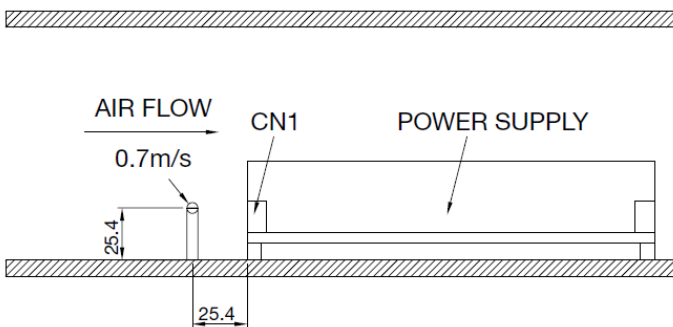 AIR FLOW
CN1
POWER SUPPLY
0.7m/s
25.4
25.4